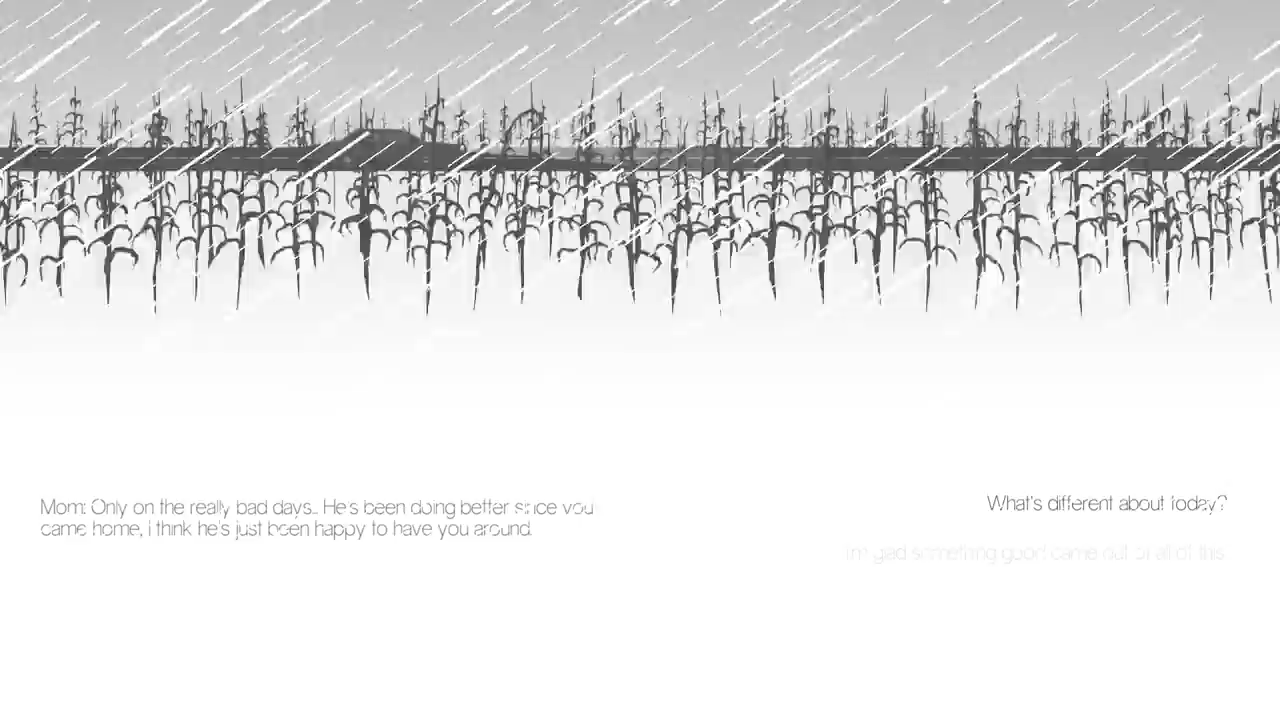 Mom: Only on the really bad days... He's been doing better since you
came home, I think he's just been happy to have you around.
What's different about today?
I'm glad something good came out of all of this.